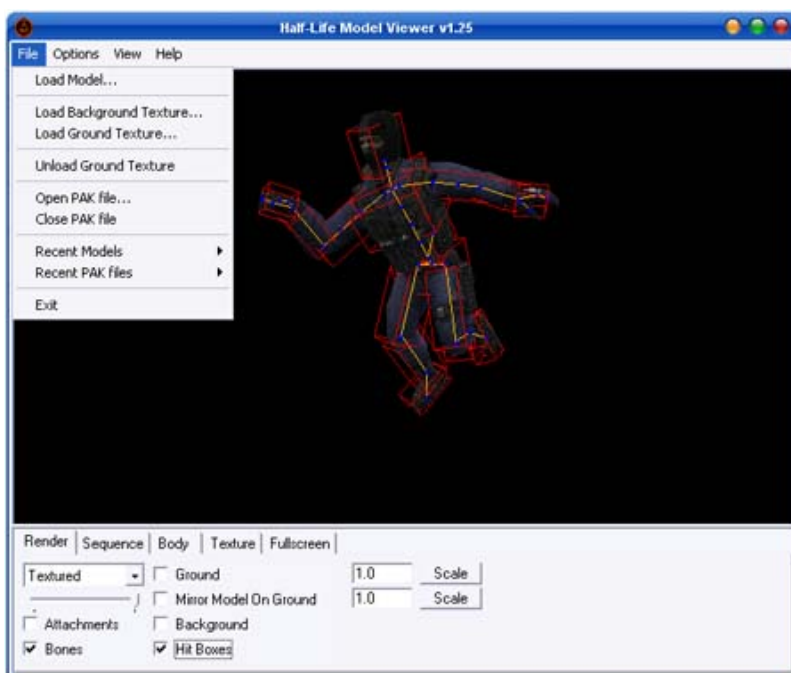 Half-Life Model Viewer v1.25
File Options View Help
Load Model...
Load Background Texture...
Load Ground Texture...
Unload Ground Texture
Open PAK file...
Close PAK file
Recent Models
Recent PAK files
Exit
Render Sequence Body Texture Fullscreen
Textured Ground 1.0 Scale
Mirror Model On Ground 1.0 Scale
Attachments Background
Bones Hit Boxes